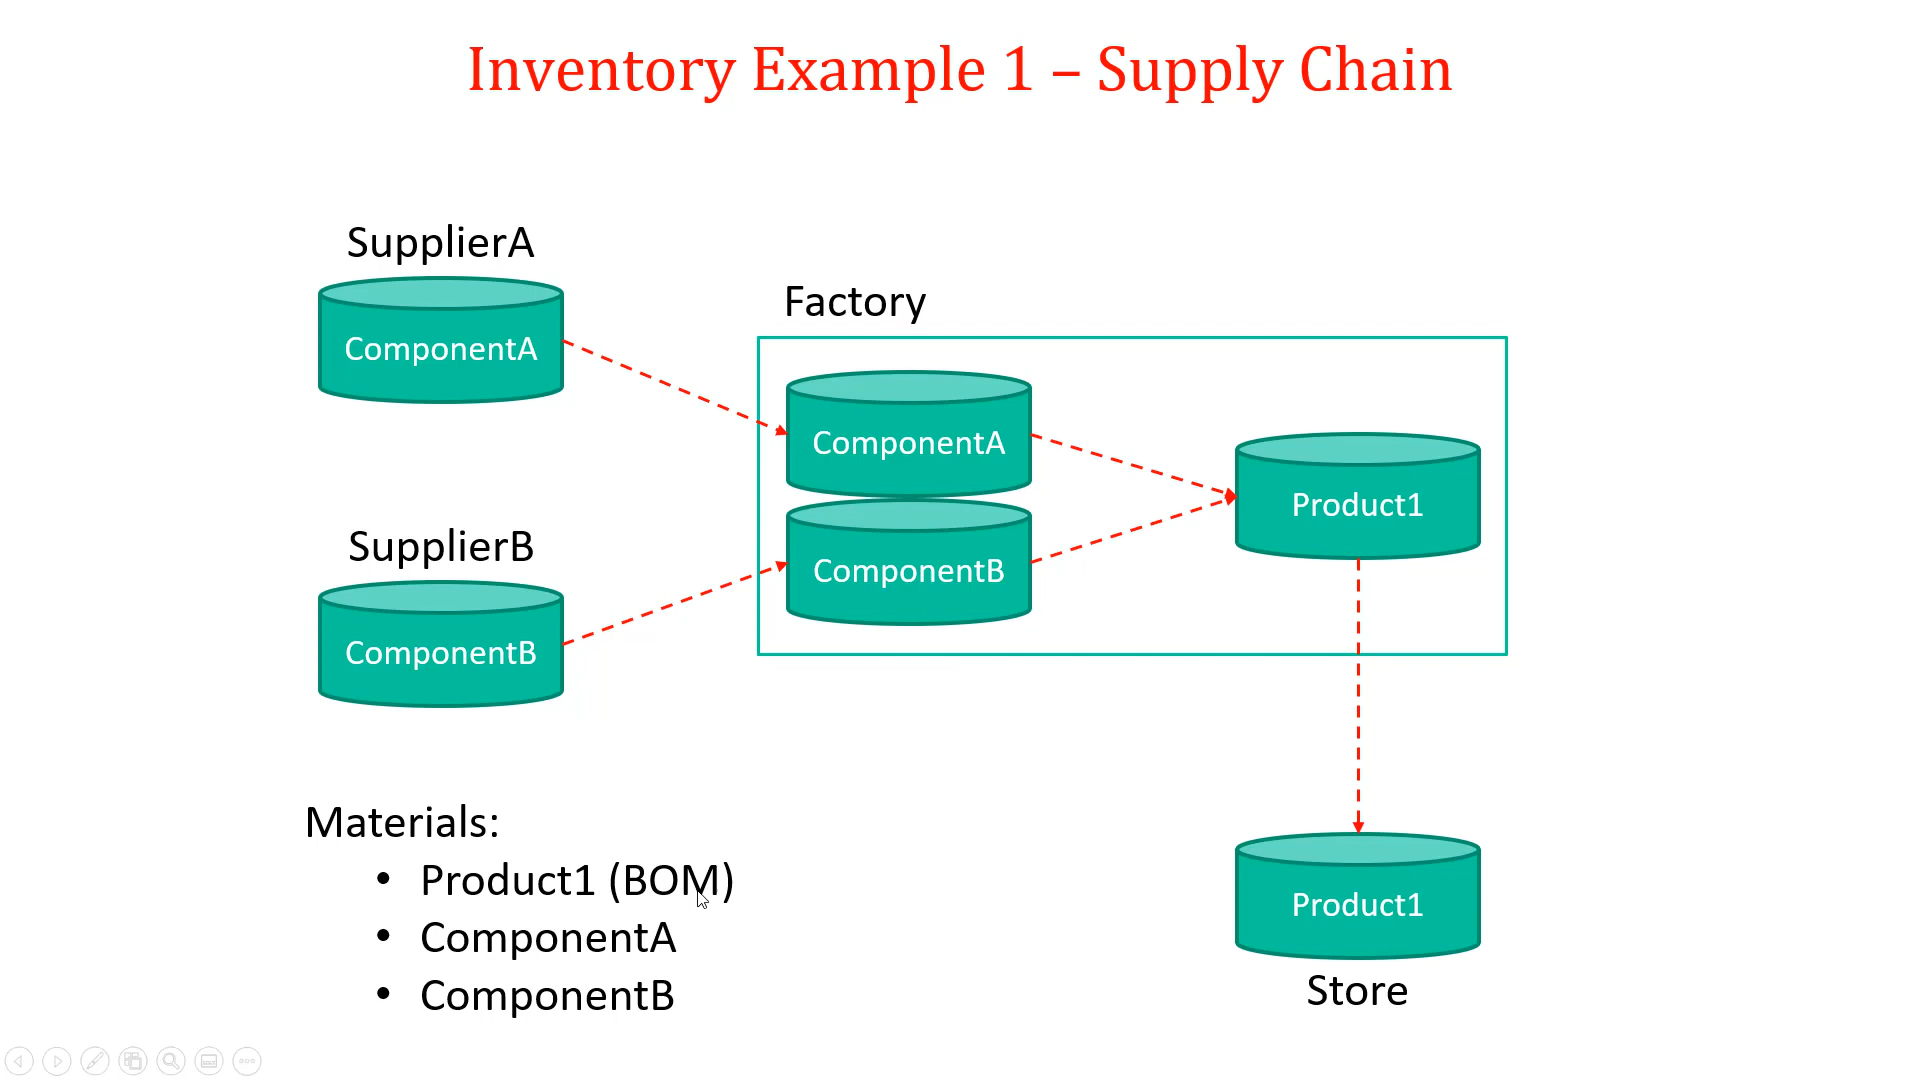 Inventory Example 1 – Supply Chain
SupplierA
ComponentA
SupplierB
ComponentB
Factory
ComponentA
ComponentB
Product1
Product1
Store
Materials:
• Product1 (BOM)
• ComponentA
• ComponentB